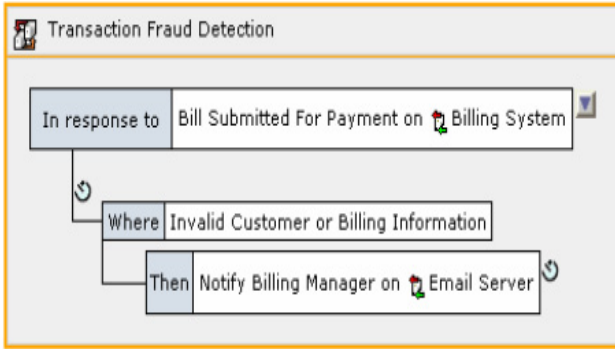 Transaction Fraud Detection
In response to Bill Submitted For Payment on Billing System
Where Invalid Customer or Billing Information
Then Notify Billing Manager on Email Server